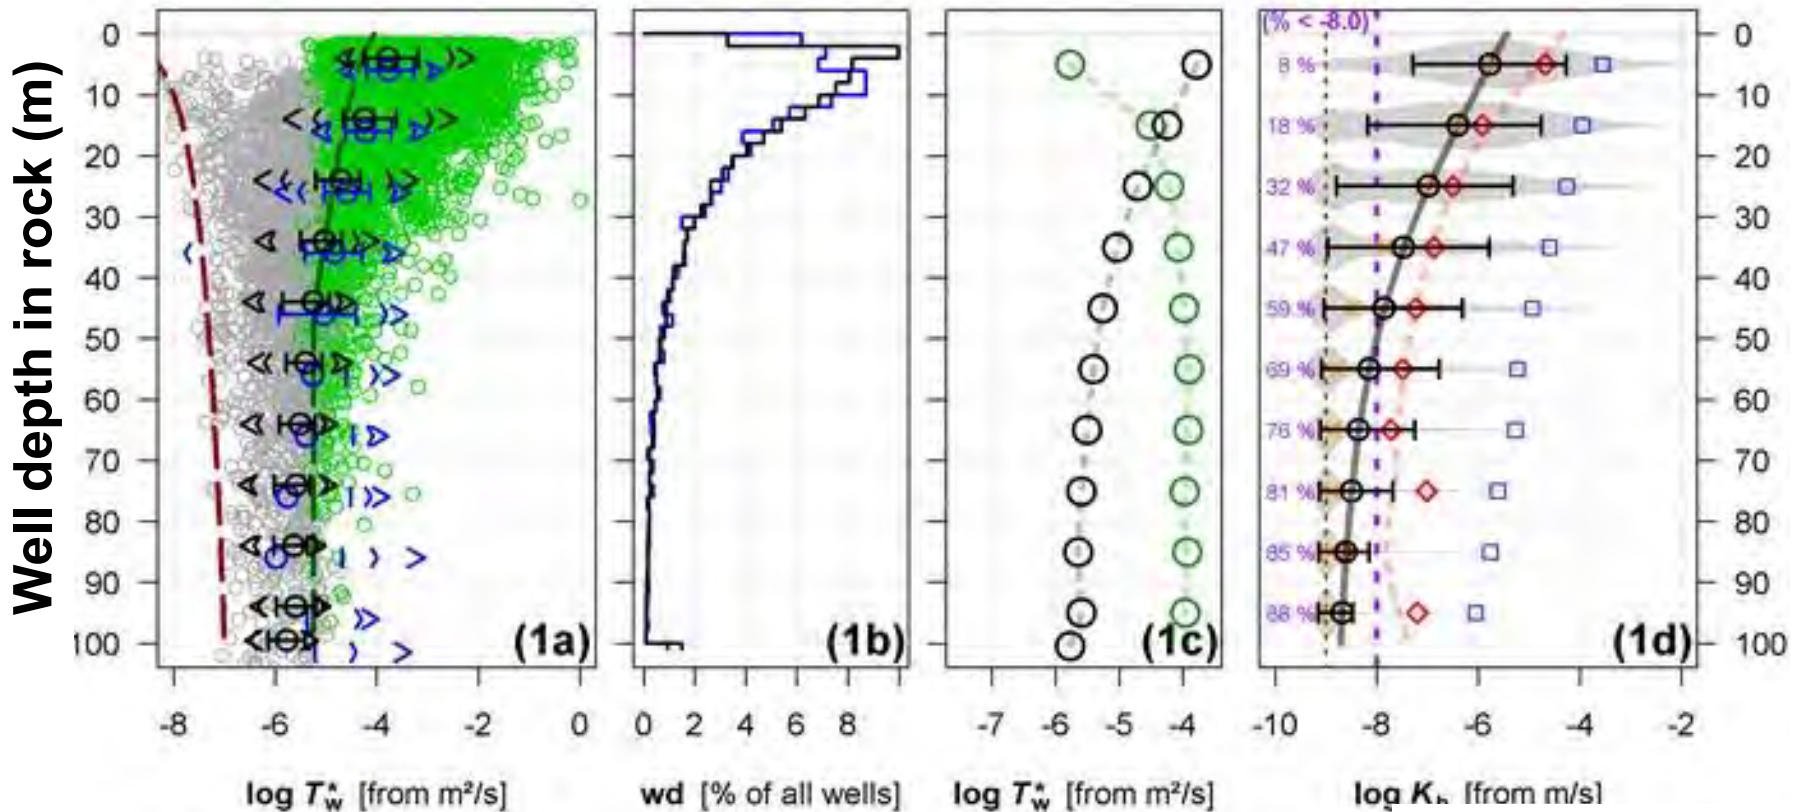 Well depth in rock (m)
0
10
20
30
40
50
60
70
80
90
100
(1a)
(1b)
(1c)
(% < -8.0)
8 %
18 %
32 %
47 %
59 %
69 %
76 %
81 %
85 %
88 %
(1d)
0
10
20
30
40
50
60
70
80
90
100
-8 -6 -4 -2 0
0 2 4 6 8
-7 -6 -5 -4
-10 -8 -6 -4 -2
log T*w [from m²/s]
wd [% of all wells]
log T*w [from m²/s]
log Kh [from m/s]